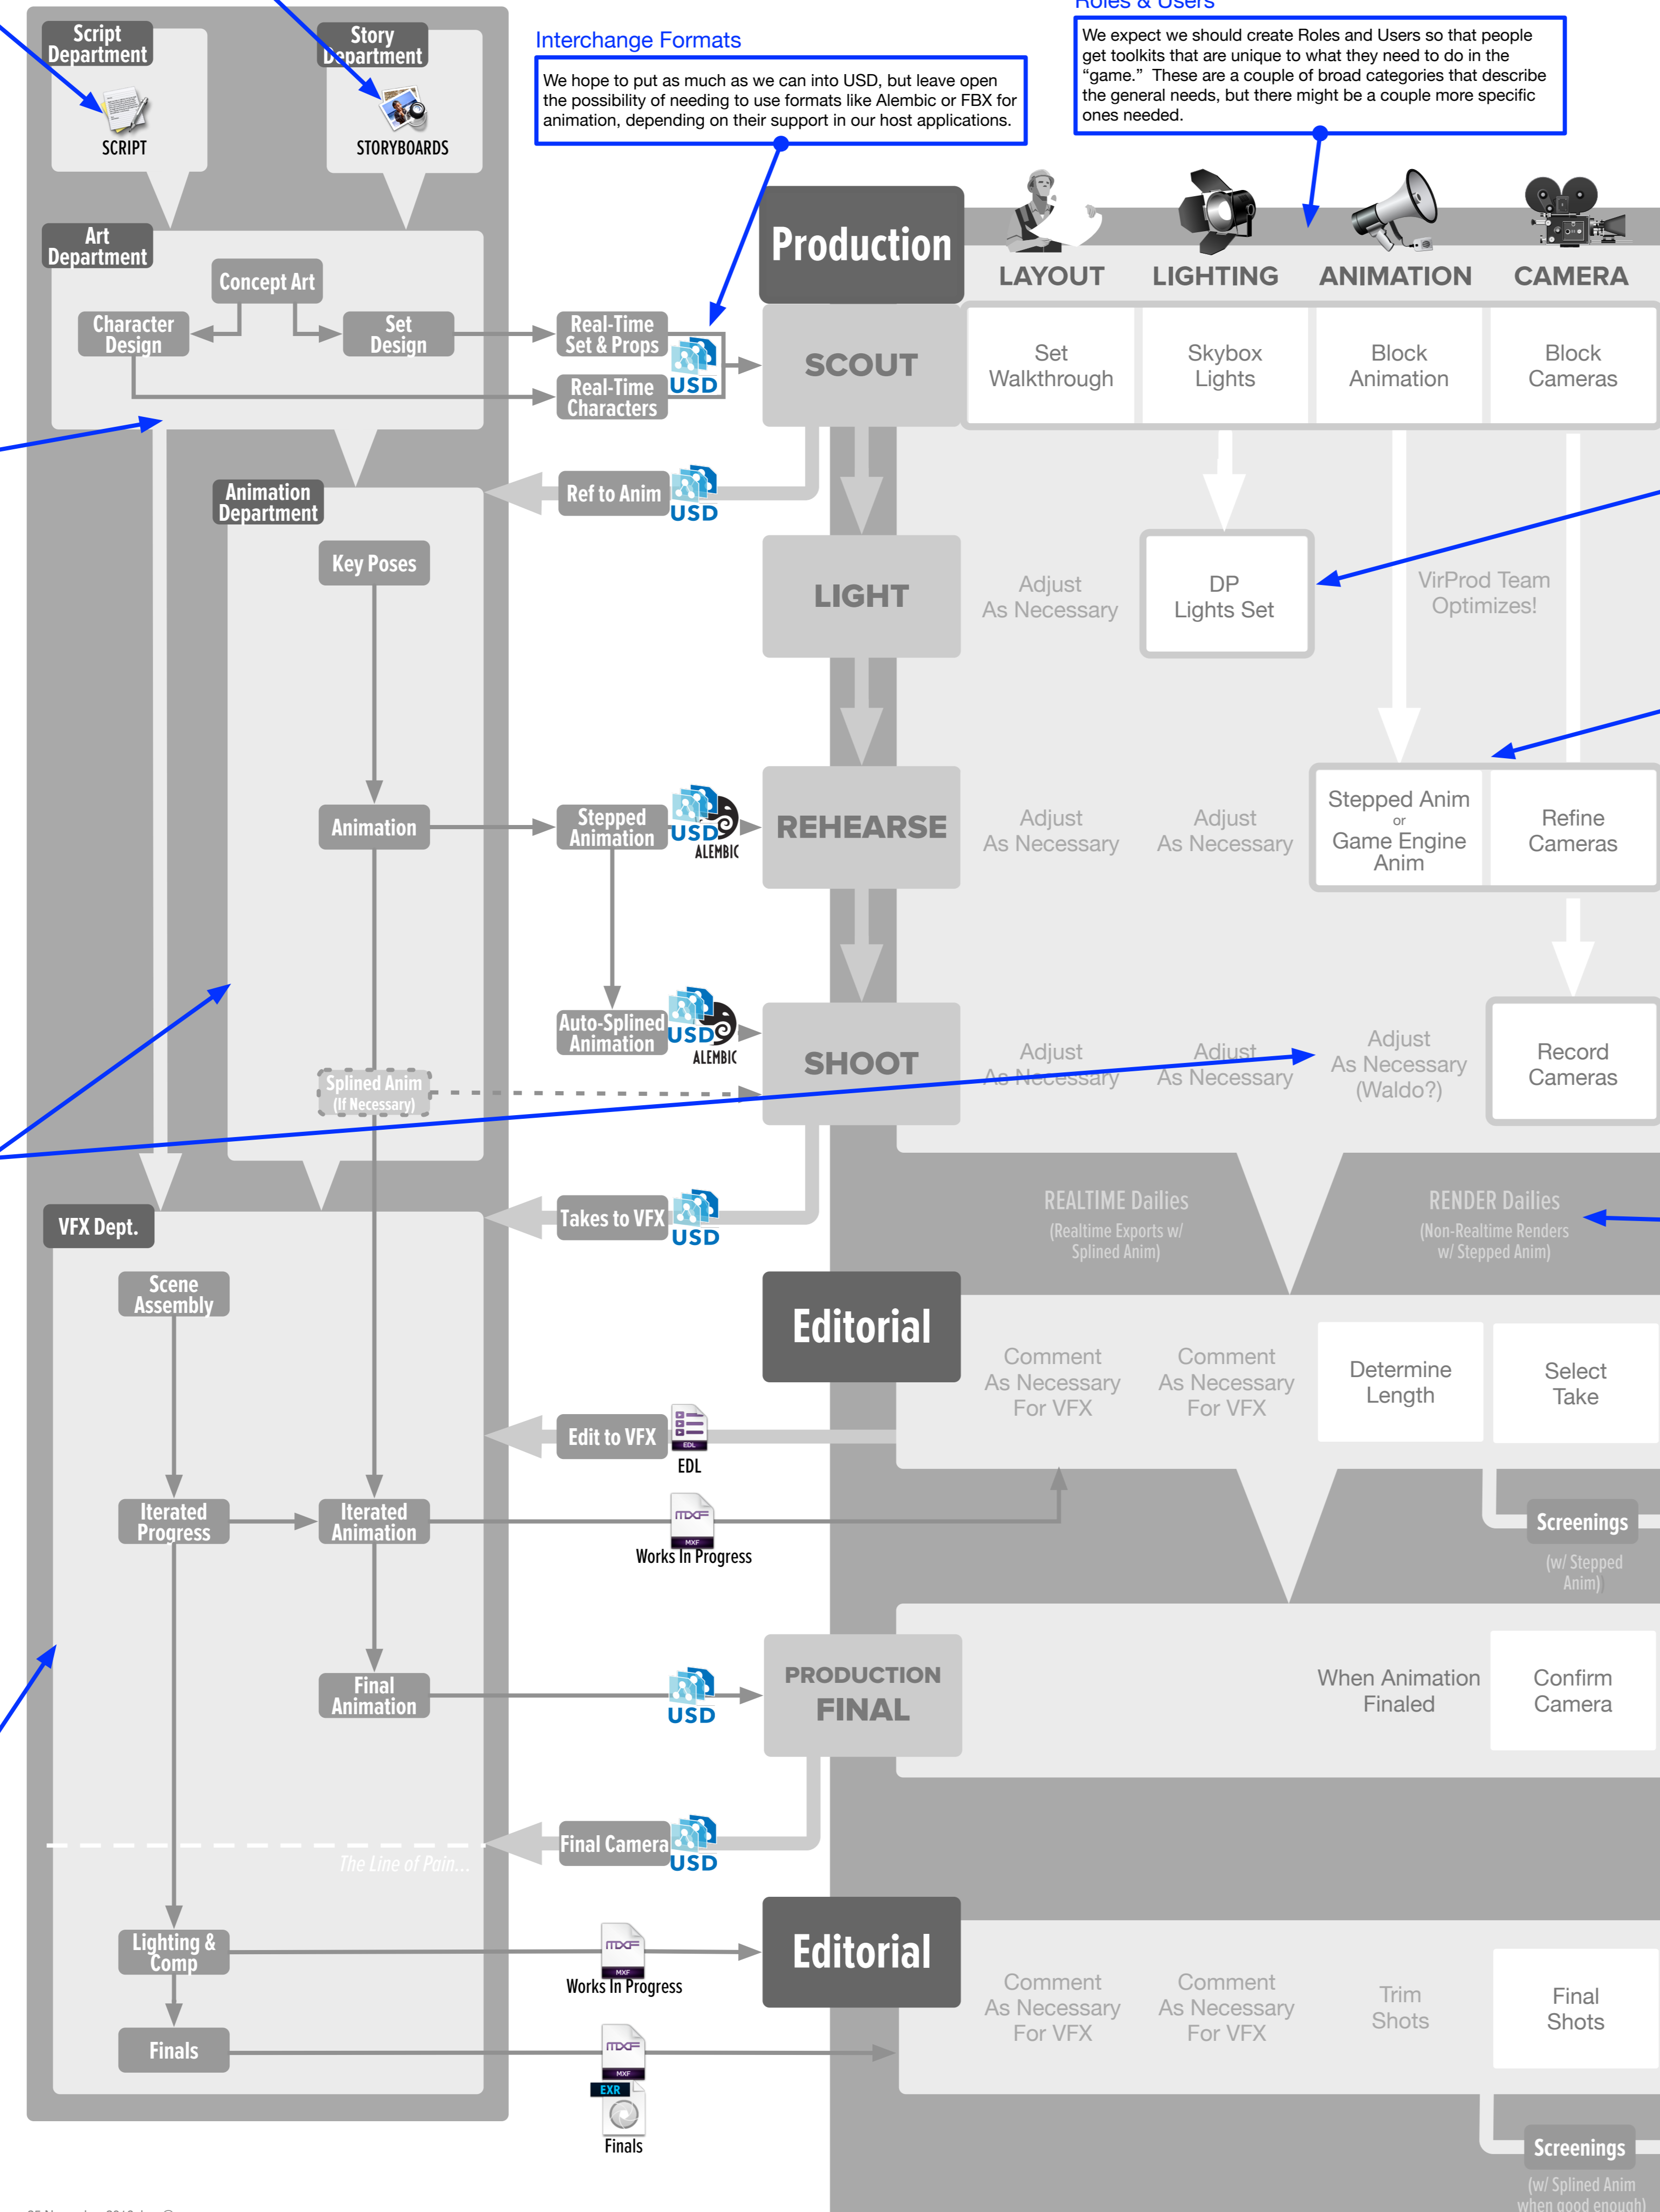 Roles & Users
Interchange Formats
We hope to put as much as we can into USD, but leave open
the possibility of needing to use formats like Alembic or FBX for
animation, depending on their support in our host applications.
We expect we should create Roles and Users so that people
get toolkits that are unique to what they need to do in the
“game.” These are a couple of broad categories that describe
the general needs, but there might be a couple more specific
ones needed.
Script
Department
SCRIPT
Story
Department
STORYBOARDS
Art
Department
Concept Art
Character
Design
Set
Design
Real-Time
Set & Props
Real-Time
Characters
USD
Production
LAYOUT
LIGHTING
ANIMATION
CAMERA
SCOUT
Set
Walkthrough
Skybox
Lights
Block
Animation
Block
Cameras
Ref to Anim
USD
Animation
Department
Key Poses
LIGHT
Adjust
As Necessary
DP
Lights Set
VirProd Team
Optimizes!
Animation
Stepped
Animation
USD
ALEMBIC
REHEARSE
Adjust
As Necessary
Adjust
As Necessary
Stepped Anim
or
Game Engine
Anim
Refine
Cameras
Auto-Splined
Animation
USD
ALEMBIC
Splined Anim
(If Necessary)
SHOOT
Adjust
As Necessary
Adjust
As Necessary
Adjust
As Necessary
(Waldo?)
Record
Cameras
Takes to VFX
USD
REALTIME Dailies
(Realtime Exports w/
Splined Anim)
RENDER Dailies
(Non-Realtime Renders
w/ Stepped Anim)
VFX Dept.
Scene
Assembly
Editorial
Comment
As Necessary
For VFX
Comment
As Necessary
For VFX
Determine
Length
Select
Take
Edit to VFX
EDL
EDL
Iterated
Progress
Iterated
Animation
MXF
MXF
Works In Progress
Screenings
(w/ Stepped
Anim)
Final
Animation
USD
PRODUCTION
FINAL
When Animation
Finaled
Confirm
Camera
Final Camera
USD
The Line of Pain...
Lighting &
Comp
MXF
MXF
Works In Progress
Editorial
Comment
As Necessary
For VFX
Comment
As Necessary
For VFX
Trim
Shots
Final
Shots
Finals
MXF
MXF
EXR
Finals
Screenings
(w/ Splined Anim
when good enough)